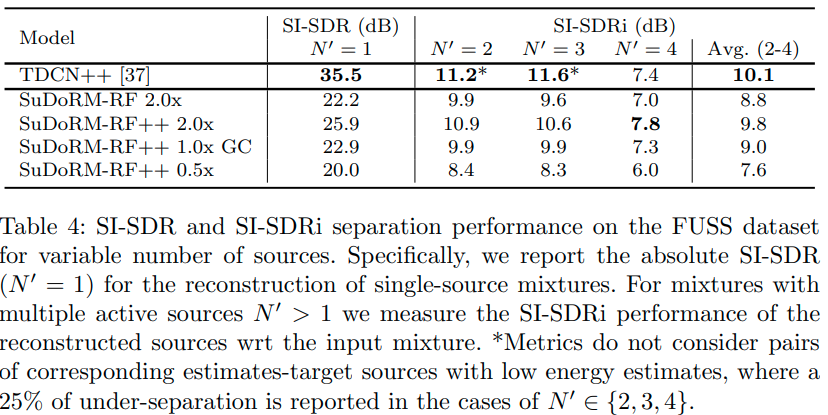 Model SI-SDR (dB) SI-SDRi (dB)
N′ = 1 N′ = 2 N′ = 3 N′ = 4 Avg. (2-4)
TDCN++ [37] 35.5 11.2* 11.6* 7.4 10.1
SuDoRM-RF 2.0x 22.2 9.9 9.6 7.0 8.8
SuDoRM-RF++ 2.0x 25.9 10.9 10.6 7.8 9.8
SuDoRM-RF++ 1.0x GC 22.9 9.9 9.9 7.3 9.0
SuDoRM-RF++ 0.5x 20.0 8.4 8.3 6.0 7.6
Table 4: SI-SDR and SI-SDRi separation performance on the FUSS dataset
for variable number of sources. Specifically, we report the absolute SI-SDR
(N′ = 1) for the reconstruction of single-source mixtures. For mixtures with
multiple active sources N′ > 1 we measure the SI-SDRi performance of the
reconstructed sources wrt the input mixture. *Metrics do not consider pairs
of corresponding estimates-target sources with low energy estimates, where a
25% of under-separation is reported in the cases of N′ ∈ {2, 3, 4}.